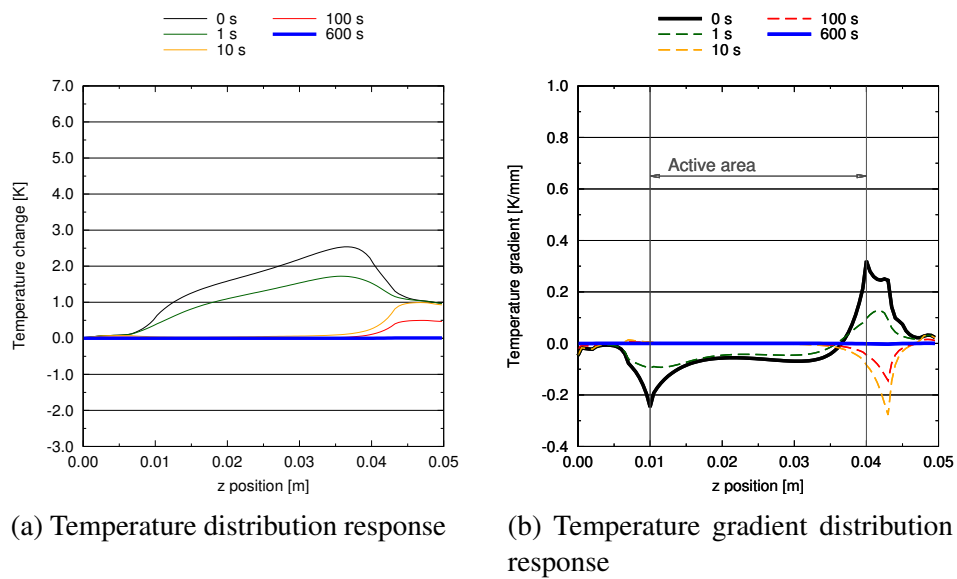 0 s
1 s
10 s
100 s
600 s
7.0
6.0
5.0
4.0
3.0
2.0
1.0
0.0
-1.0
-2.0
-3.0
Temperature change [K]
0.00 0.01 0.02 0.03 0.04 0.05
z position [m]
(a) Temperature distribution response
0 s
1 s
10 s
100 s
600 s
1.0
0.8
0.6
0.4
0.2
0.0
-0.2
-0.4
Temperature gradient [K/mm]
Active area
0.00 0.01 0.02 0.03 0.04 0.05
z position [m]
(b) Temperature gradient distribution
response